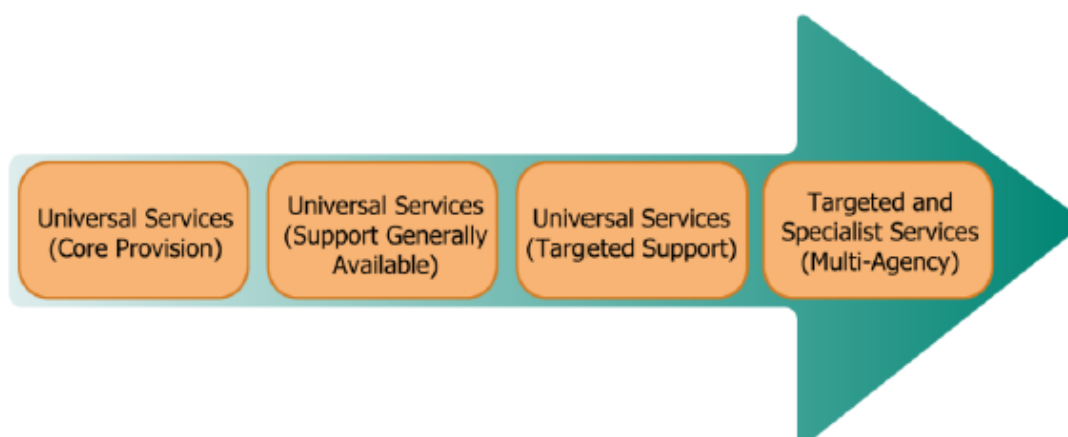 Universal Services
(Core Provision)
Universal Services
(Support Generally
Available)
Universal Services
(Targeted Support)
Targeted and
Specialist Services
(Multi-Agency)